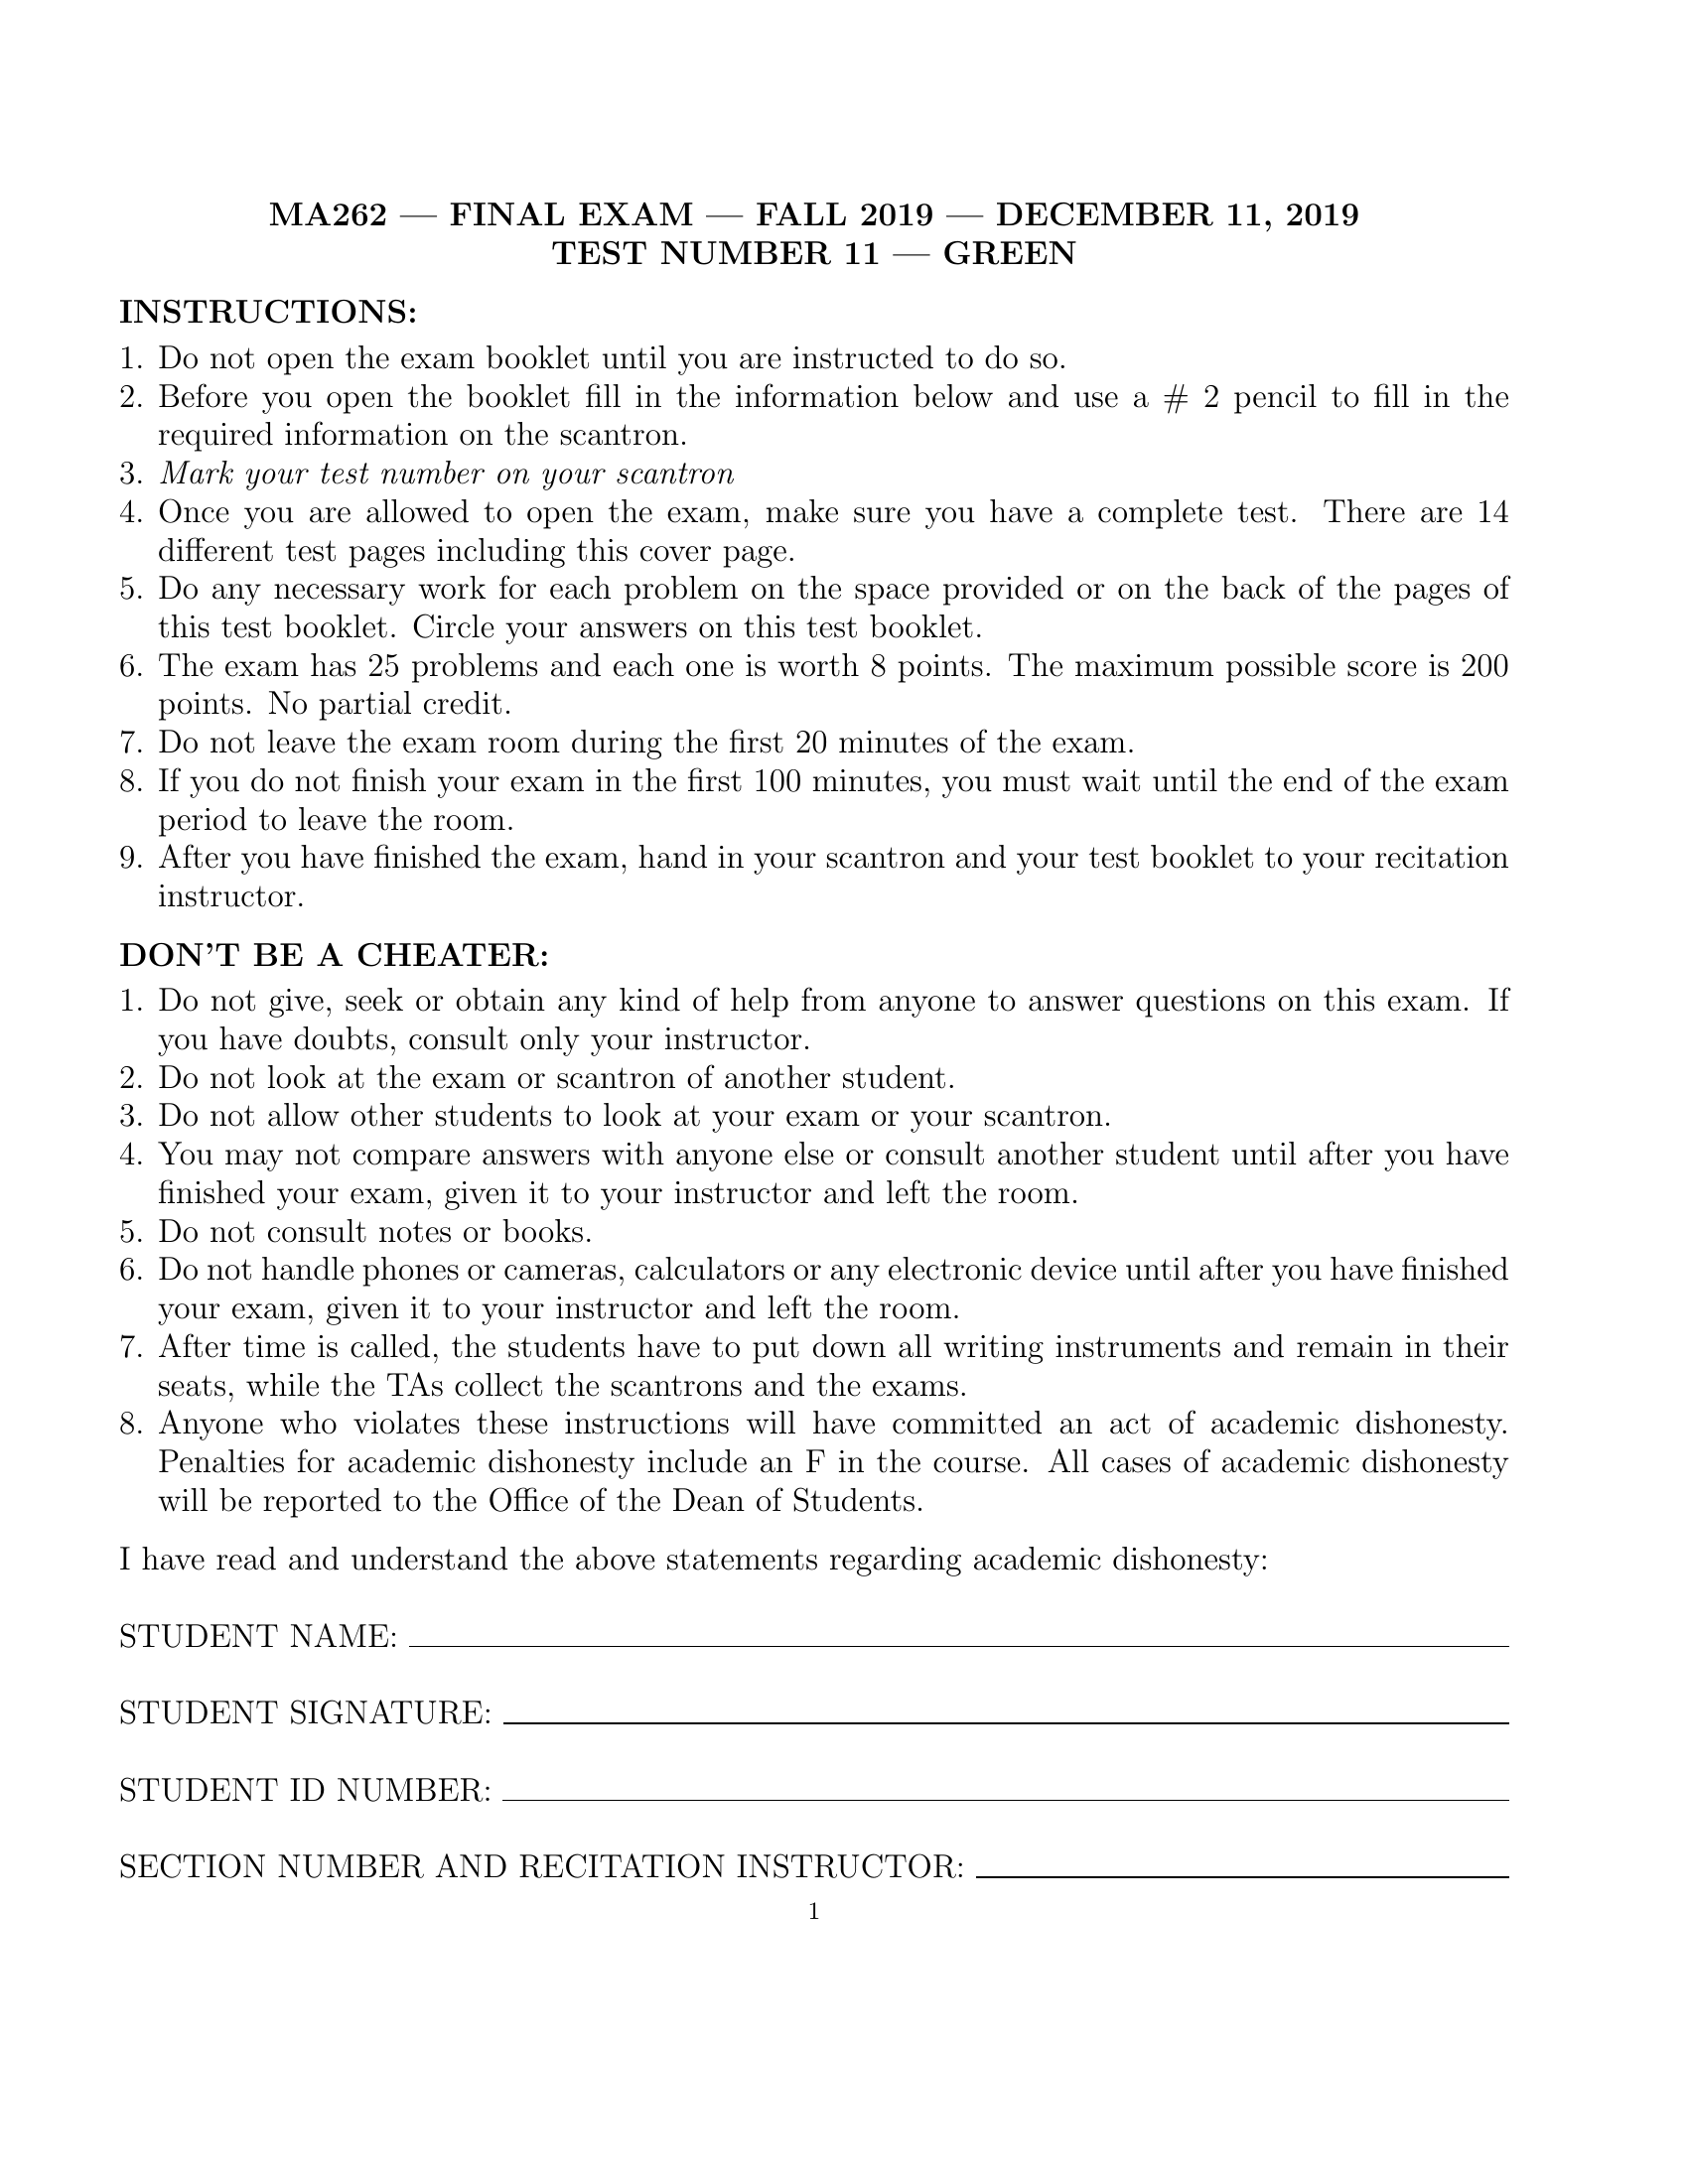 MA262 — FINAL EXAM — FALL 2019 — DECEMBER 11, 2019
TEST NUMBER 11 — GREEN
INSTRUCTIONS:
1. Do not open the exam booklet until you are instructed to do so.
2. Before you open the booklet fill in the information below and use a # 2 pencil to fill in the
required information on the scantron.
3. Mark your test number on your scantron
4. Once you are allowed to open the exam, make sure you have a complete test. There are 14
different test pages including this cover page.
5. Do any necessary work for each problem on the space provided or on the back of the pages of
this test booklet. Circle your answers on this test booklet.
6. The exam has 25 problems and each one is worth 8 points. The maximum possible score is 200
points. No partial credit.
7. Do not leave the exam room during the first 20 minutes of the exam.
8. If you do not finish your exam in the first 100 minutes, you must wait until the end of the exam
period to leave the room.
9. After you have finished the exam, hand in your scantron and your test booklet to your recitation
instructor.
DON'T BE A CHEATER:
1. Do not give, seek or obtain any kind of help from anyone to answer questions on this exam. If
you have doubts, consult only your instructor.
2. Do not look at the exam or scantron of another student.
3. Do not allow other students to look at your exam or your scantron.
4. You may not compare answers with anyone else or consult another student until after you have
finished your exam, given it to your instructor and left the room.
5. Do not consult notes or books.
6. Do not handle phones or cameras, calculators or any electronic device until after you have finished
your exam, given it to your instructor and left the room.
7. After time is called, the students have to put down all writing instruments and remain in their
seats, while the TAs collect the scantrons and the exams.
8. Anyone who violates these instructions will have committed an act of academic dishonesty.
Penalties for academic dishonesty include an F in the course. All cases of academic dishonesty
will be reported to the Office of the Dean of Students.
I have read and understand the above statements regarding academic dishonesty:
STUDENT NAME:
STUDENT SIGNATURE:
STUDENT ID NUMBER:
SECTION NUMBER AND RECITATION INSTRUCTOR:
1